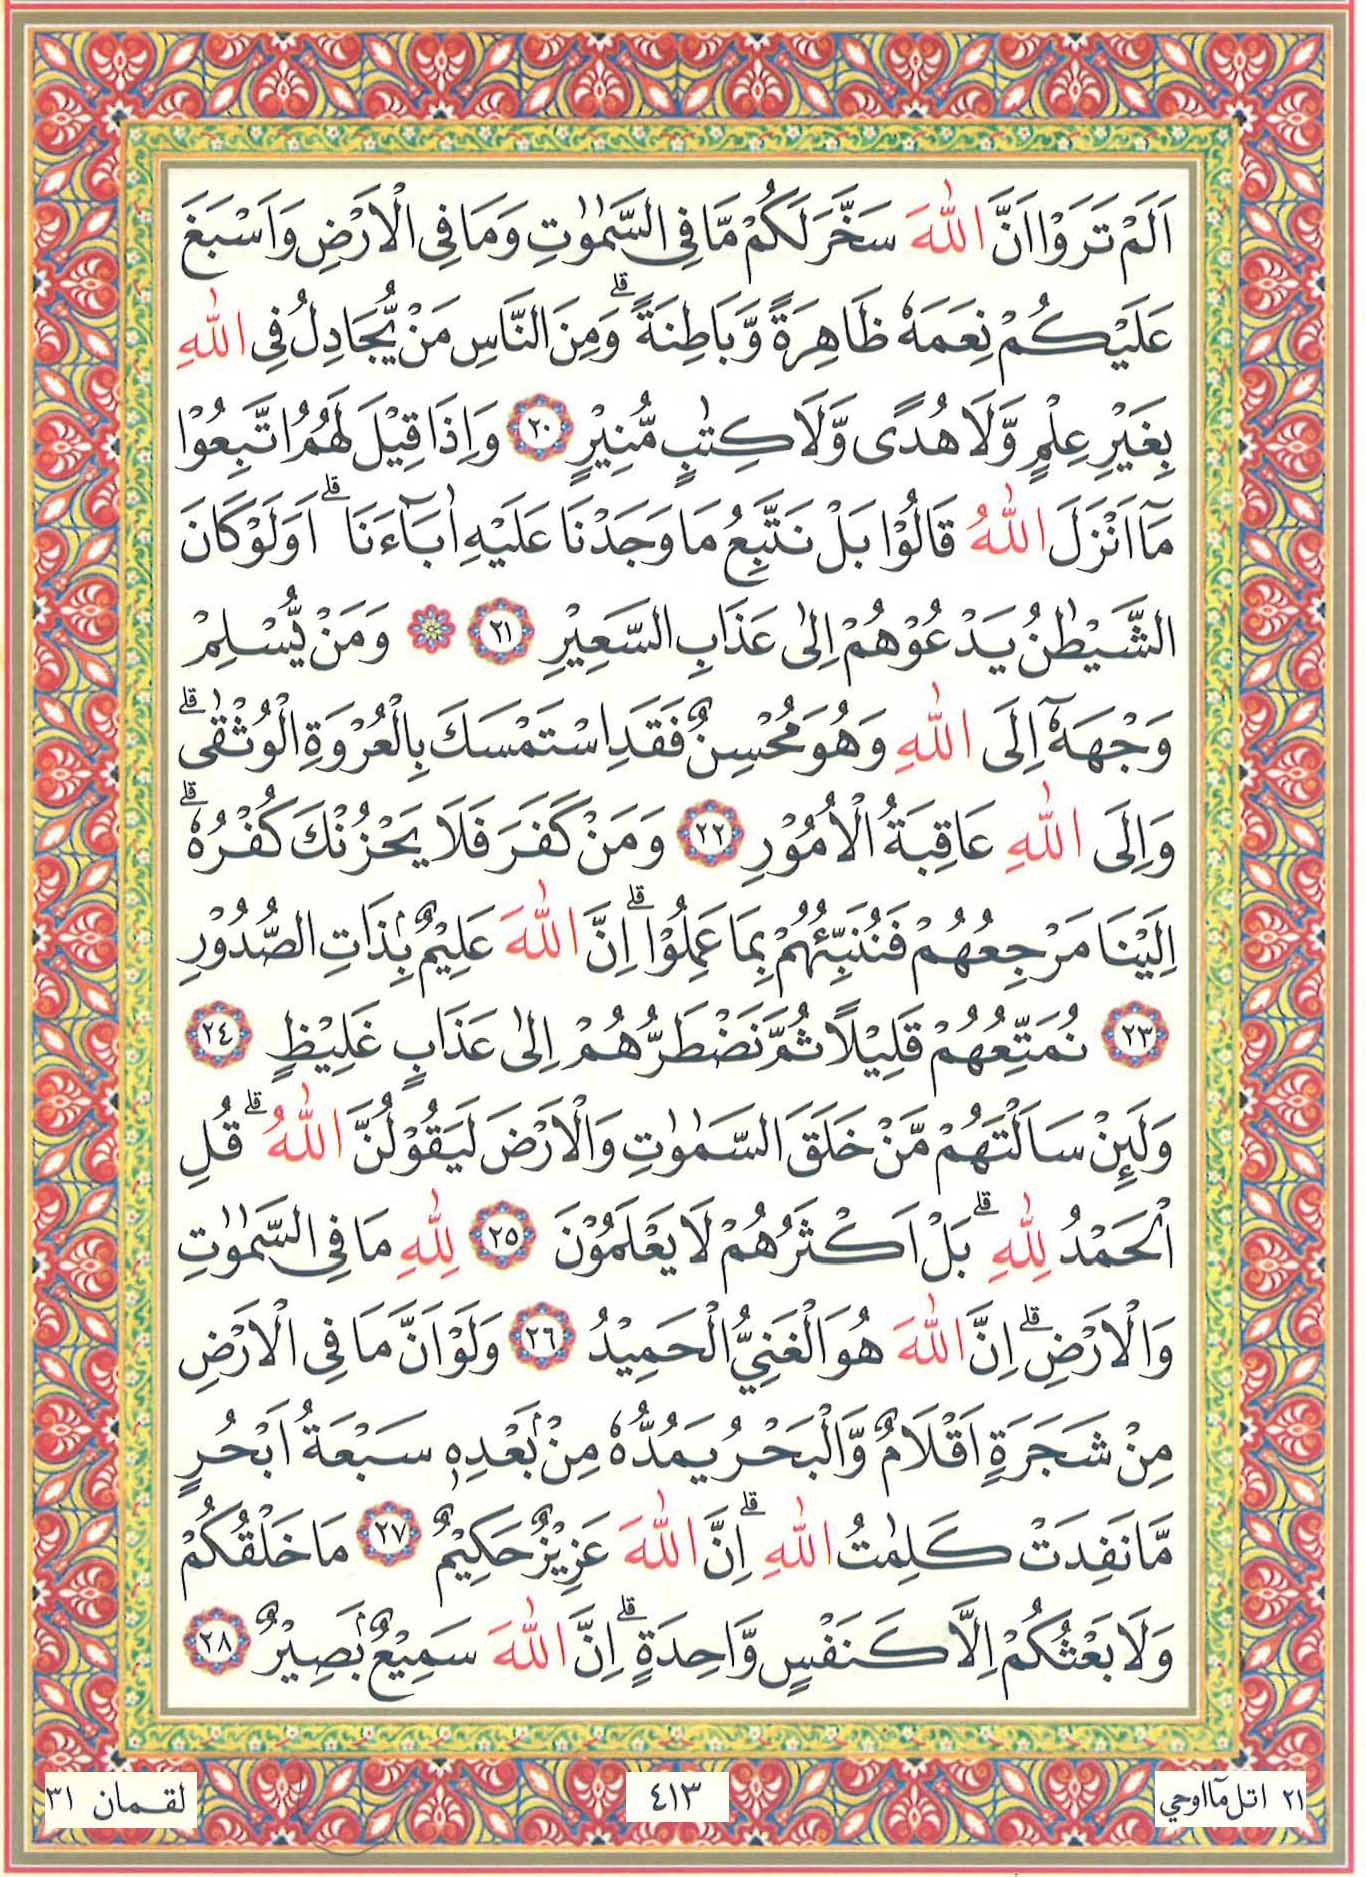 اَلَمْ تَرَوْا اَنَّ اللّٰهَ سَخَّرَ لَكُمْ مَّا فِى السَّمٰوٰتِ وَمَا فِى الْاَرْضِ وَاَسْبَغَ
عَلَيْكُمْ نِعَمَهٗ ظَاهِرَةً وَّبَاطِنَةً ۗ وَمِنَ النَّاسِ مَنْ يُّجَادِلُ فِى اللّٰهِ
بِغَيْرِ عِلْمٍ وَّلَا هُدًى وَّلَا كِتٰبٍ مُّنِيْرٍ ٢٠ وَاِذَا قِيْلَ لَهُمُ اتَّبِعُوْا
مَآ اَنْزَلَ اللّٰهُ قَالُوْا بَلْ نَتَّبِعُ مَا وَجَدْنَا عَلَيْهِ اٰبَآءَنَا ۗ اَوَلَوْ كَانَ
الشَّيْطٰنُ يَدْعُوْهُمْ اِلٰى عَذَابِ السَّعِيْرِ ٢١ ۞ وَمَنْ يُّسْلِمْ
وَجْهَهٗٓ اِلَى اللّٰهِ وَهُوَ مُحْسِنٌ فَقَدِ اسْتَمْسَكَ بِالْعُرْوَةِ الْوُثْقٰى ۗ
وَاِلَى اللّٰهِ عَاقِبَةُ الْاُمُوْرِ ٢٢ وَمَنْ كَفَرَ فَلَا يَحْزُنْكَ كُفْرُهٗ ۗ
اِلَيْنَا مَرْجِعُهُمْ فَنُنَبِّئُهُمْ بِمَا عَمِلُوْا ۗ اِنَّ اللّٰهَ عَلِيْمٌۢ بِذَاتِ الصُّدُوْرِ
٢٣ نُمَتِّعُهُمْ قَلِيْلًا ثُمَّ نَضْطَرُّهُمْ اِلٰى عَذَابٍ غَلِيْظٍ ٢٤
وَلَئِنْ سَاَلْتَهُمْ مَّنْ خَلَقَ السَّمٰوٰتِ وَالْاَرْضَ لَيَقُوْلُنَّ اللّٰهُ ۗ قُلِ
الْحَمْدُ لِلّٰهِ ۗ بَلْ اَكْثَرُهُمْ لَا يَعْلَمُوْنَ ٢٥ لِلّٰهِ مَا فِى السَّمٰوٰتِ
وَالْاَرْضِ ۗ اِنَّ اللّٰهَ هُوَ الْغَنِيُّ الْحَمِيْدُ ٢٦ وَلَوْ اَنَّ مَا فِى الْاَرْضِ
مِنْ شَجَرَةٍ اَقْلَامٌ وَّالْبَحْرُ يَمُدُّهٗ مِنْۢ بَعْدِهٖ سَبْعَةُ اَبْحُرٍ
مَّا نَفِدَتْ كَلِمٰتُ اللّٰهِ ۗ اِنَّ اللّٰهَ عَزِيْزٌ حَكِيْمٌ ٢٧ مَا خَلْقُكُمْ
وَلَا بَعْثُكُمْ اِلَّا كَنَفْسٍ وَّاحِدَةٍ ۗ اِنَّ اللّٰهَ سَمِيْعٌۢ بَصِيْرٌ ٢٨
٢١ اتل مآ اوحي
٤١٣
لقمان ٣١